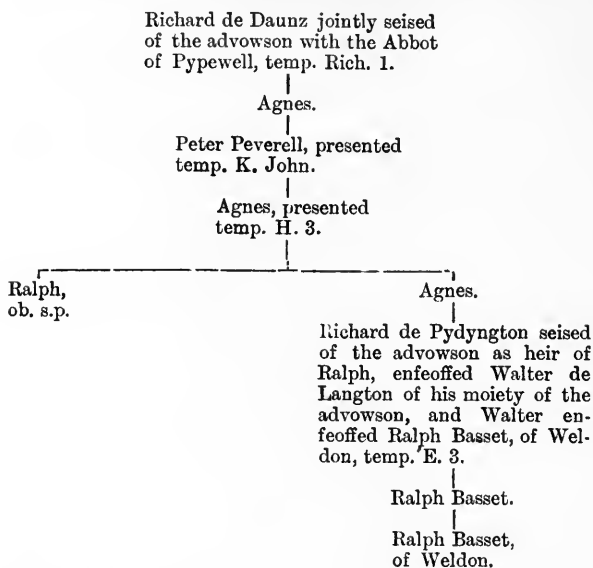 Richard de Daunz jointly seised
of the advowson with the Abbot
of Pypewell, temp. Rich. 1.
Agnes.
Peter Peverell, presented
temp. K. John.
Agnes, presented
temp. H. 3.
Ralph,
ob. s.p.
Agnes.
Richard de Pydyngton seised
of the advowson as heir of
Ralph, enfeoffed Walter de
Langton of his moiety of the
advowson, and Walter en-
feoffed Ralph Basset, of Wel-
don, temp. E. 3.
Ralph Basset.
Ralph Basset,
of Weldon.